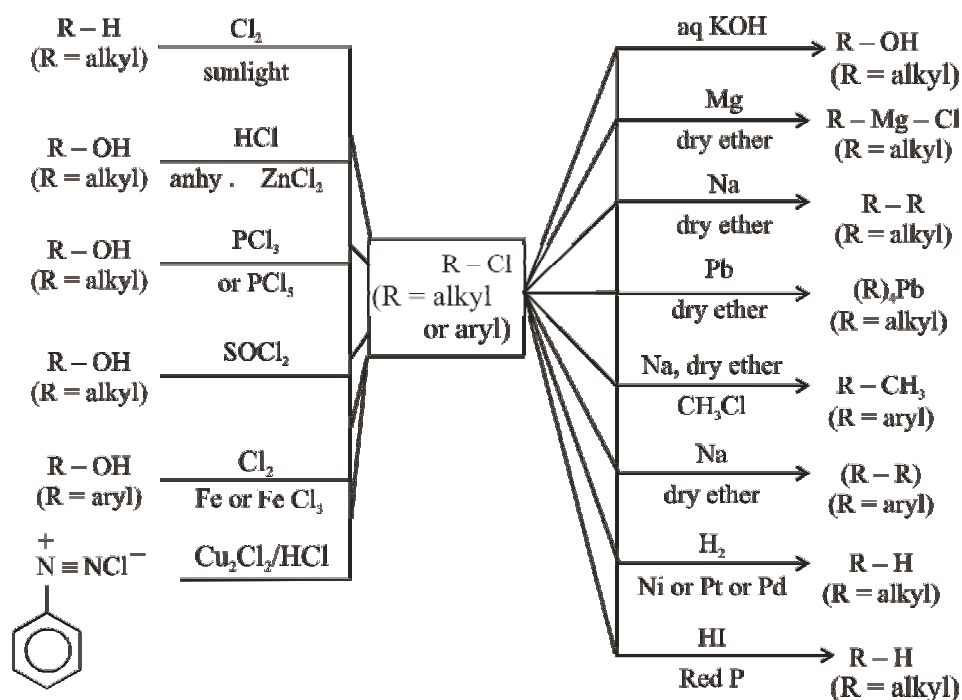 R – H
(R = alkyl)
Cl₂
sunlight
R – OH
(R = alkyl)
HCl
anhy . ZnCl₂
R – OH
(R = alkyl)
PCl₃
or PCl₅
R – OH
(R = alkyl)
SOCl₂
R – OH
(R = aryl)
Cl₂
Fe or Fe Cl₃
+
N ≡ NCl⁻
Cu₂Cl₂/HCl
R – Cl
(R = alkyl
or aryl)
aq KOH
R – OH
(R = alkyl)
Mg
dry ether
R – Mg – Cl
(R = alkyl)
Na
dry ether
R – R
(R = alkyl)
Pb
dry ether
(R)₄Pb
(R = alkyl)
Na, dry ether
CH₃Cl
R – CH₃
(R = aryl)
Na
dry ether
(R – R)
(R = aryl)
H₂
Ni or Pt or Pd
R – H
(R = alkyl)
HI
Red P
R – H
(R = alkyl)